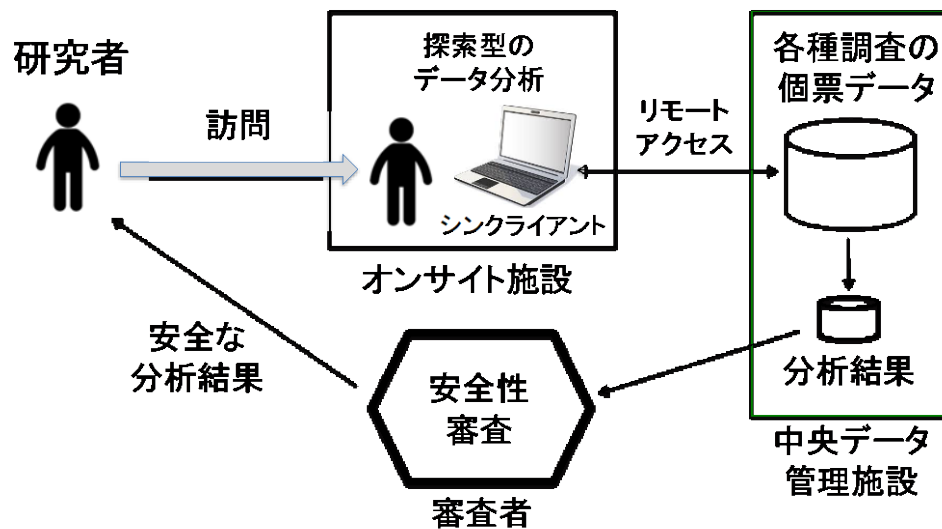 研究者
訪問
探索型の
データ分析
シンクライアント
オンサイト施設
リモート
アクセス
各種調査の
個票データ
分析結果
中央データ
管理施設
安全性
審査
審査者
安全な
分析結果